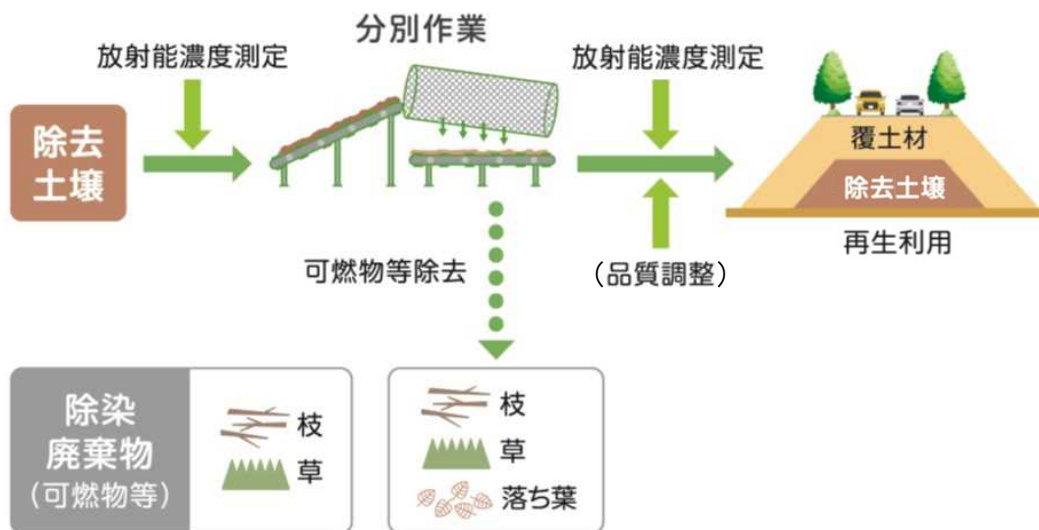 分別作業
放射能濃度測定
放射能濃度測定
除去
土壌
覆土材
除去土壌
再生利用
可燃物等除去
（品質調整）
除染
廃棄物
（可燃物等）
枝
草
枝
草
落ち葉